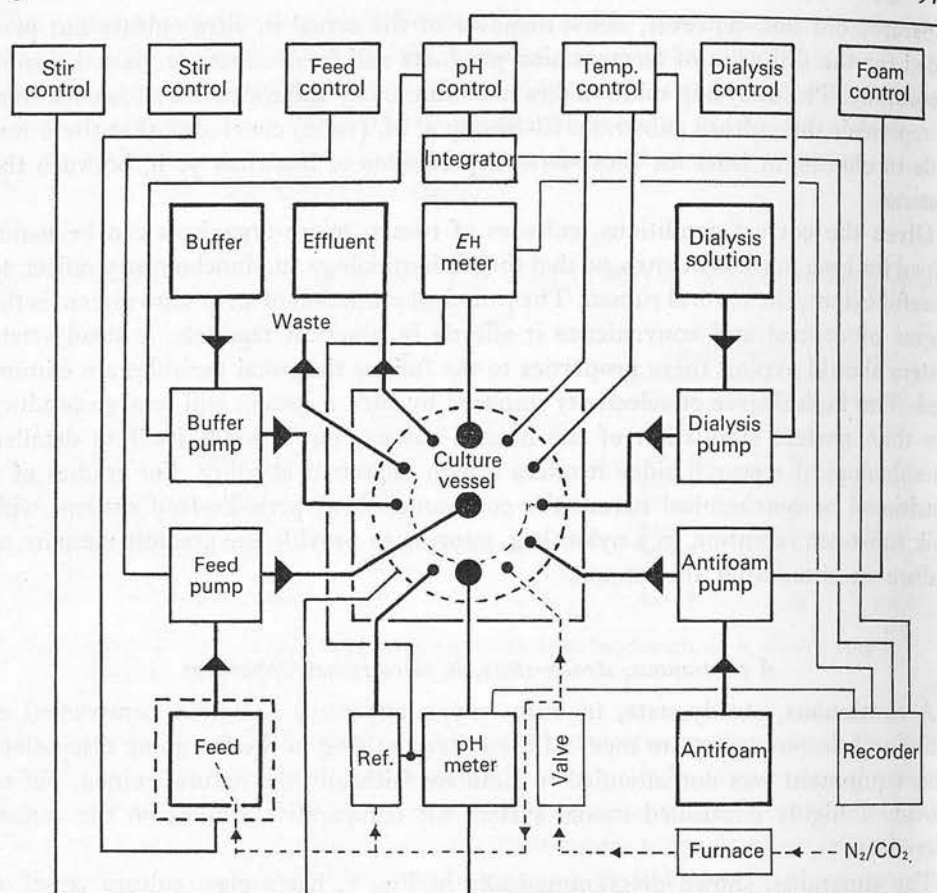 Stir control
Stir control
Feed control
pH control
Temp. control
Dialysis control
Foam control
Integrator
Buffer
Effluent
EH meter
Dialysis solution
Waste
Buffer pump
Culture vessel
Dialysis pump
Feed pump
Antifoam pump
Feed
Ref.
pH meter
Valve
Antifoam
Recorder
Furnace
N₂/CO₂